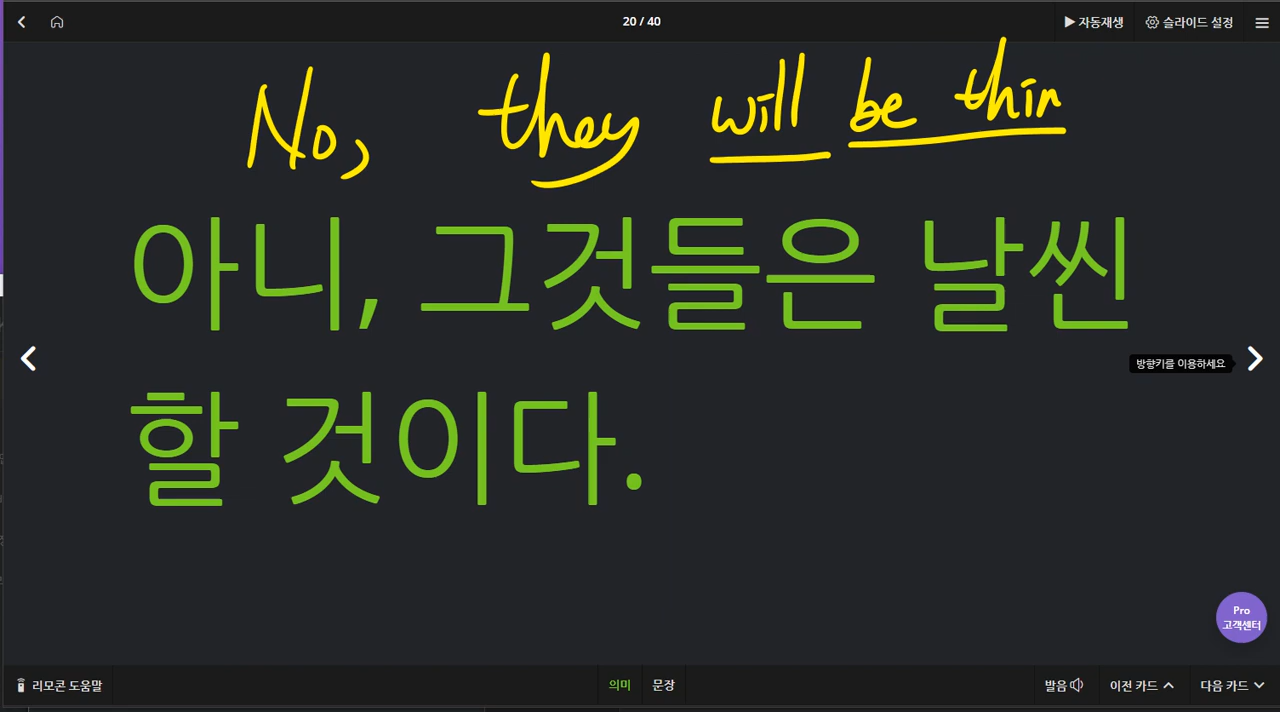 20 / 40
자동재생
슬라이드 설정
No, they will be thin
아니, 그것들은 날씬
할 것이다.
방향키를 이용하세요
Pro
고객센터
리모콘 도움말
의미
문장
발음
이전 카드
다음 카드